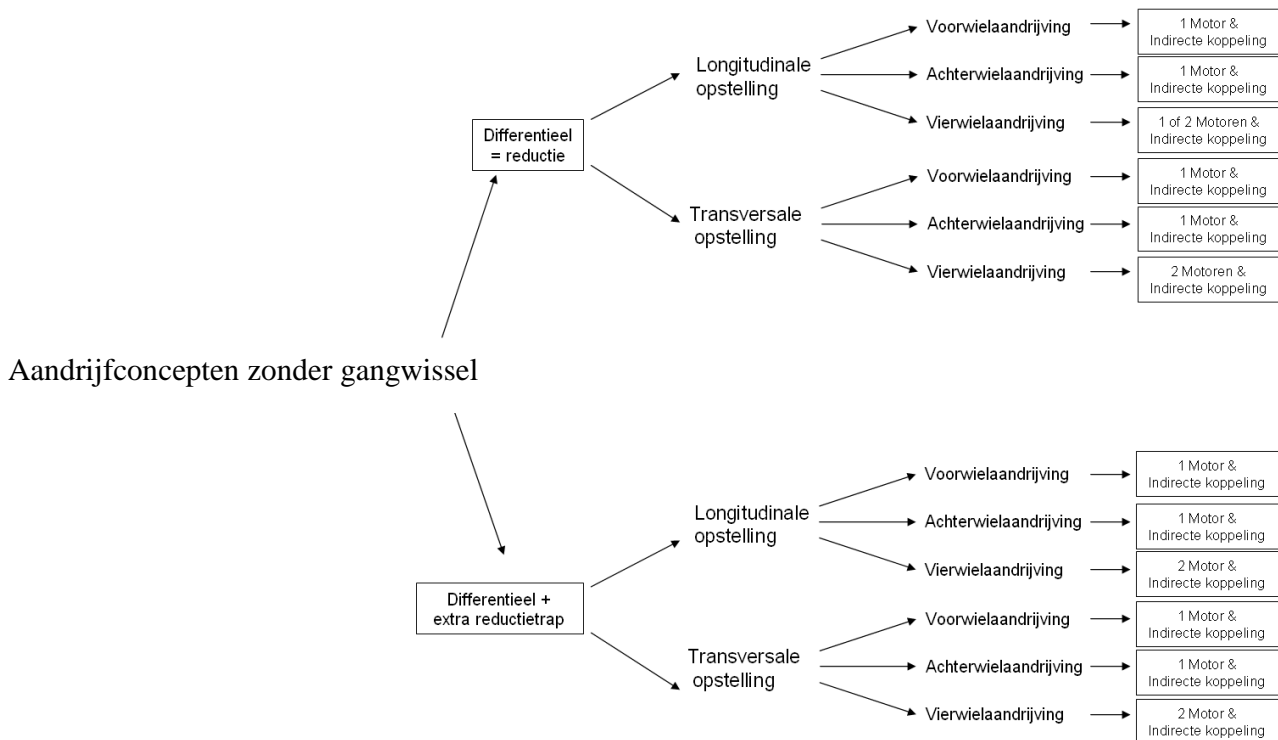 Voorwielaandrijving
1 Motor &
Indirecte koppeling
Longitudinale
opstelling
Achterwielaandrijving
1 Motor &
Indirecte koppeling
Vierwielaandrijving
1 of 2 Motoren &
Indirecte koppeling
Differentieel
= reductie
Voorwielaandrijving
1 Motor &
Indirecte koppeling
Transversale
opstelling
Achterwielaandrijving
1 Motor &
Indirecte koppeling
Vierwielaandrijving
2 Motoren &
Indirecte koppeling
Aandrijfconcepten zonder gangwissel
Voorwielaandrijving
1 Motor &
Indirecte koppeling
Longitudinale
opstelling
Achterwielaandrijving
1 Motor &
Indirecte koppeling
Vierwielaandrijving
2 Motor &
Indirecte koppeling
Differentieel +
extra reductietrap
Voorwielaandrijving
1 Motor &
Indirecte koppeling
Transversale
opstelling
Achterwielaandrijving
1 Motor &
Indirecte koppeling
Vierwielaandrijving
2 Motor &
Indirecte koppeling